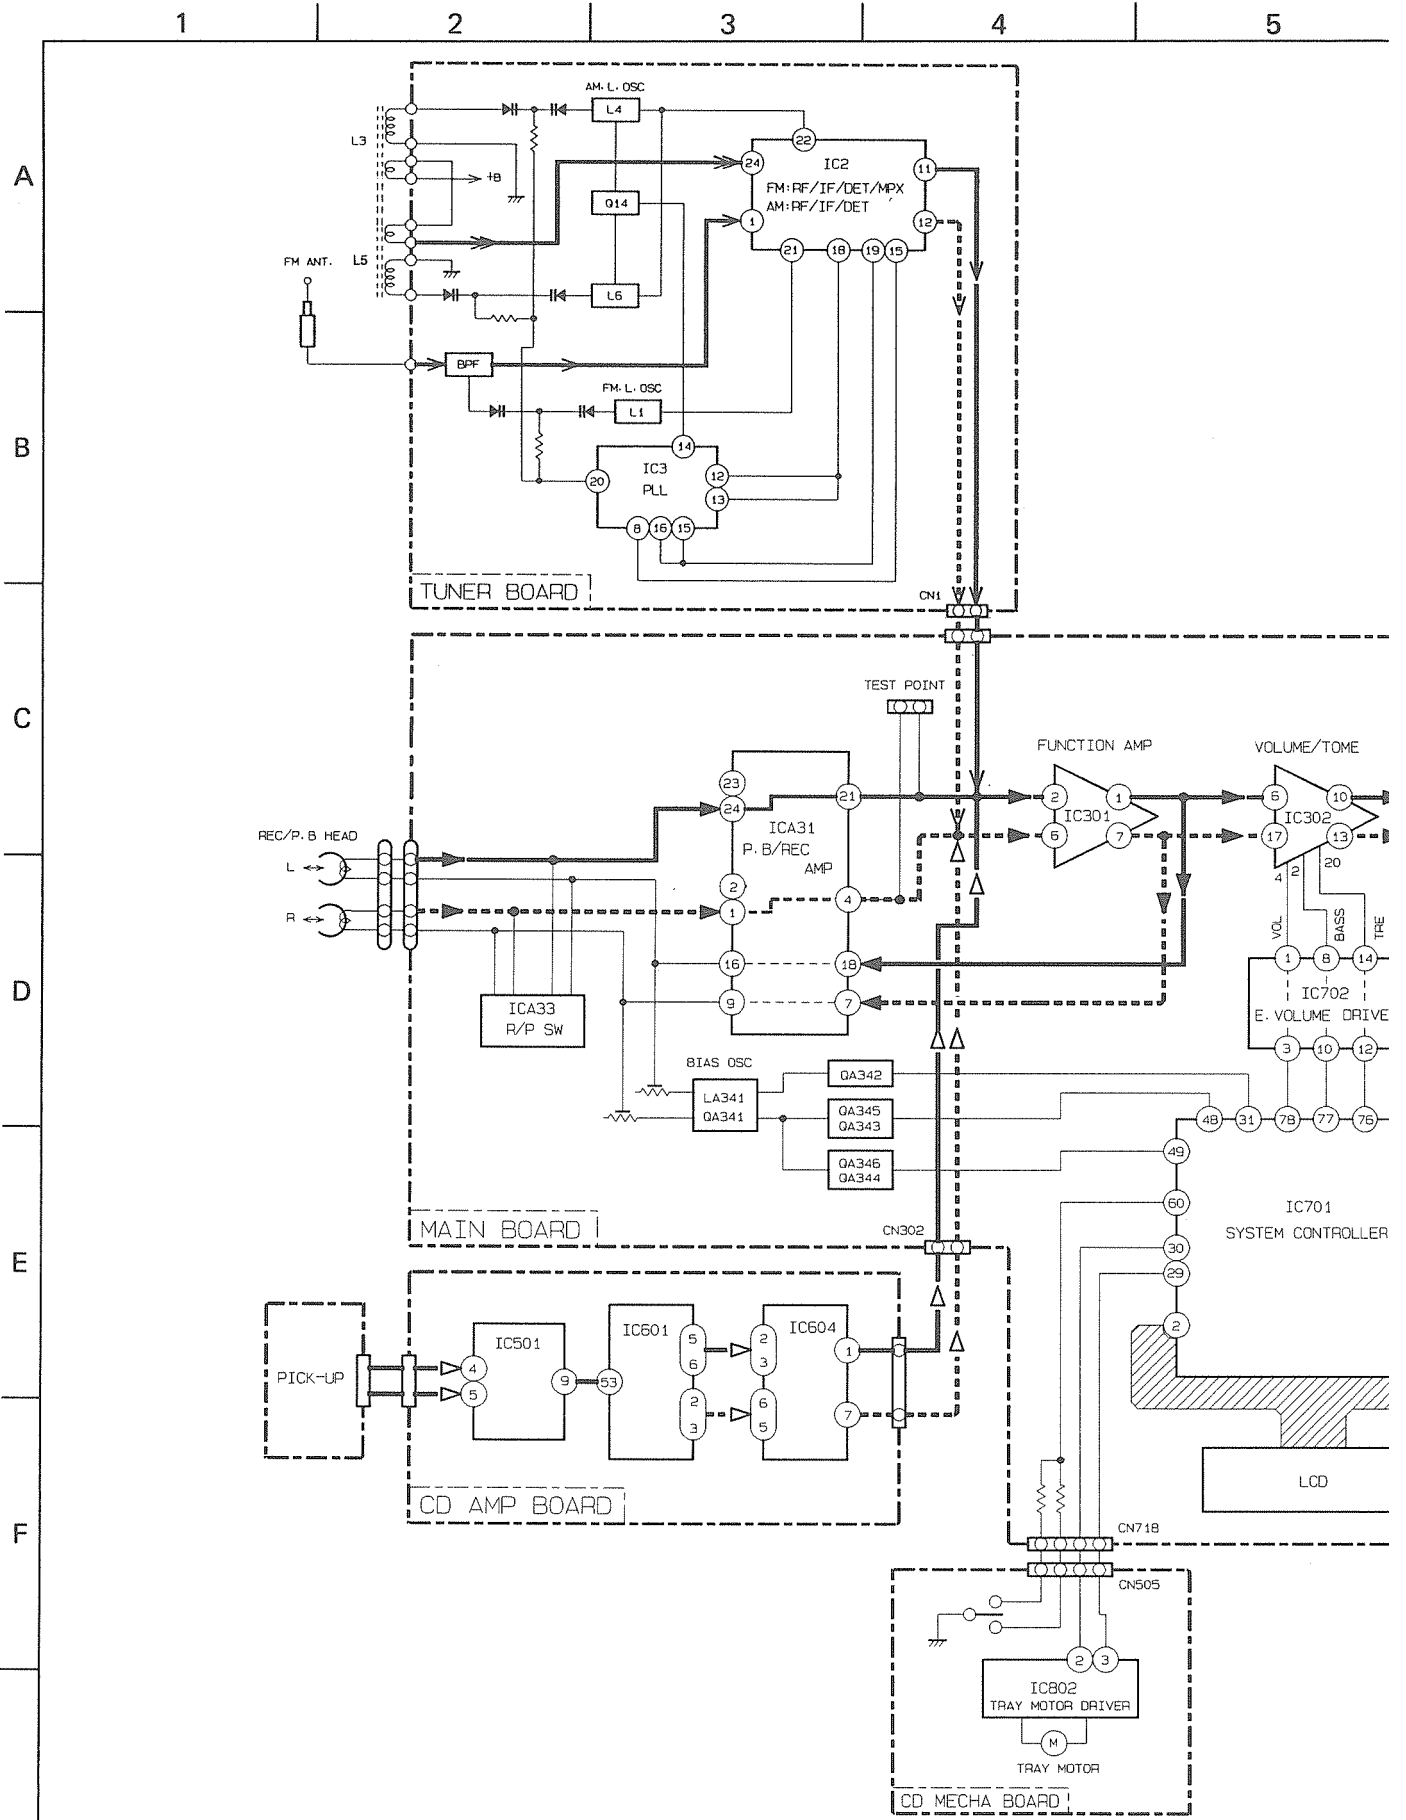 1 2 3 4 5
A
B
C
D
E
F
AM. L. OSC
L4
L3
+B
22
24
IC2
11
FM:RF/IF/DET/MPX
AM:RF/IF/DET
Q14
1
12
21 18 19 15
FM ANT.
L5
L6
BPF
FM. L. OSC
L1
14
IC3
PLL
20
12
13
8 16 15
TUNER BOARD
CN1
TEST POINT
FUNCTION AMP
VOLUME/TOME
23
24
21
2
1
IC301
6
7
6
10
IC302
17
13
ICA31
P.B/REC
AMP
REC/P.B HEAD
L
R
2
1
4
4 2 20
VOL BASS TRE
16
18
9
7
1 8 14
IC702
E. VOLUME DRIVE
3 10 12
ICA33
R/P SW
BIAS OSC
LA341
QA341
QA342
QA345
QA343
QA346
QA344
48 31 78 77 76
49
60
30
29
2
IC701
SYSTEM CONTROLLER
MAIN BOARD
CN302
PICK-UP
4
5
IC501
9
53
IC601
5
6
2
3
2
3
6
5
IC604
1
7
CD AMP BOARD
LCD
CN718
CN505
2 3
IC802
TRAY MOTOR DRIVER
M
TRAY MOTOR
CD MECHA BOARD